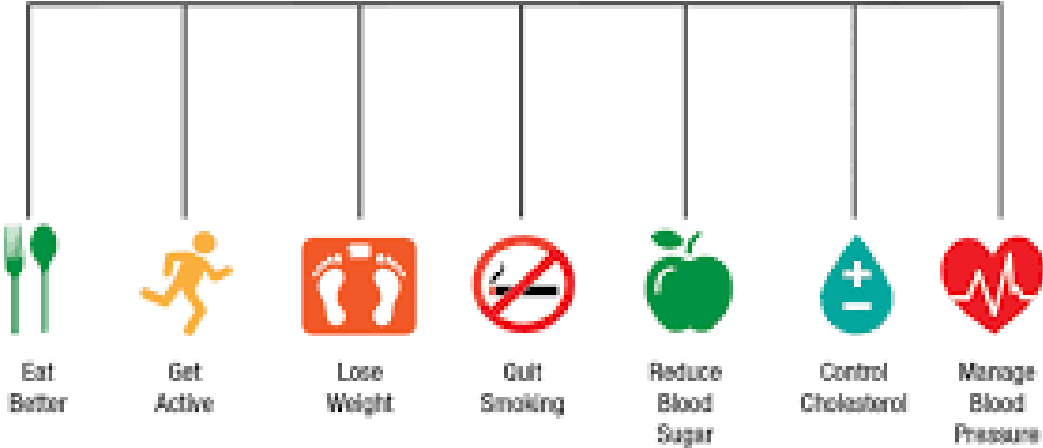 Eat
Better
Get
Active
Lose
Weight
Quit
Smoking
Reduce
Blood
Sugar
Control
Cholesterol
Manage
Blood
Pressure